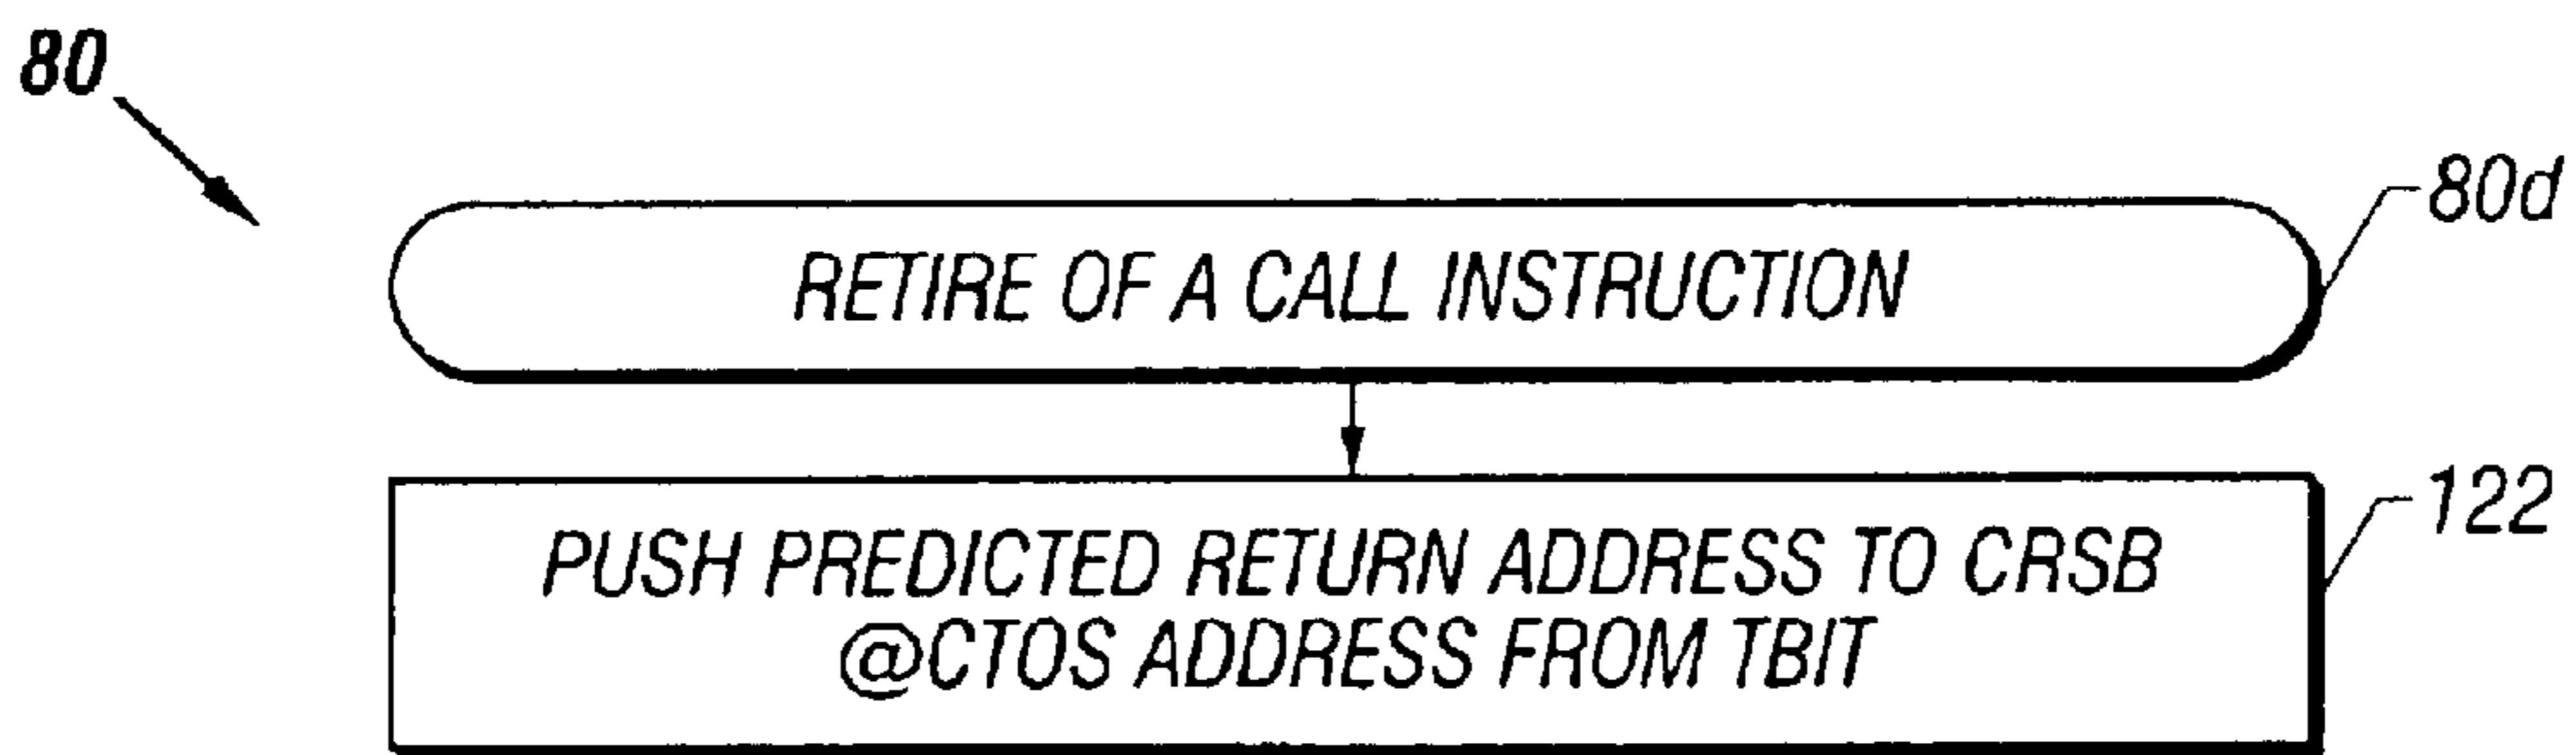 80
80d
RETIRE OF A CALL INSTRUCTION
122
PUSH PREDICTED RETURN ADDRESS TO CRSB
@CTOS ADDRESS FROM TBIT